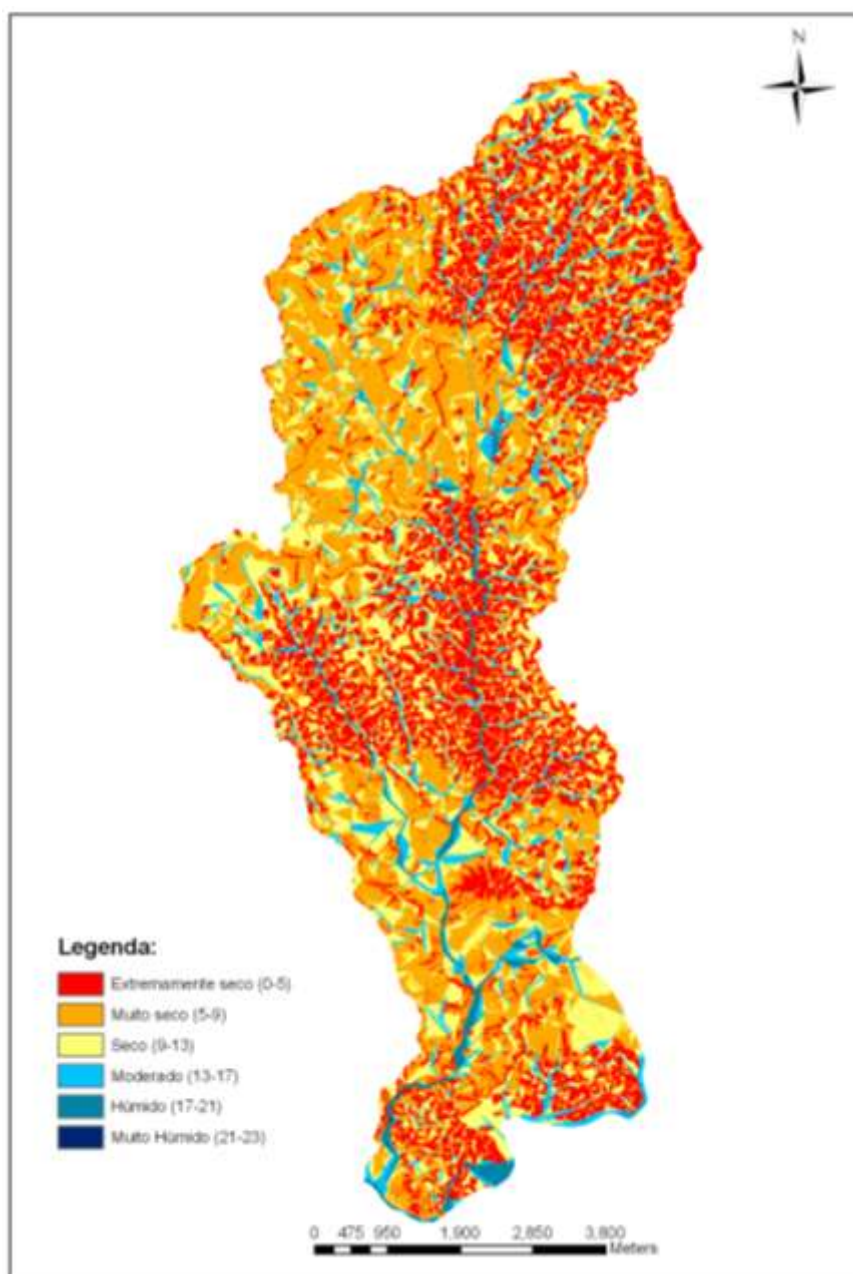 N
Legenda:
Extremamente seco (0-5)
Muito seco (5-9)
Seco (9-13)
Moderado (13-17)
Húmido (17-21)
Muito Húmido (21-23)
0 475 950 1,900 2,850 3,800
Meters